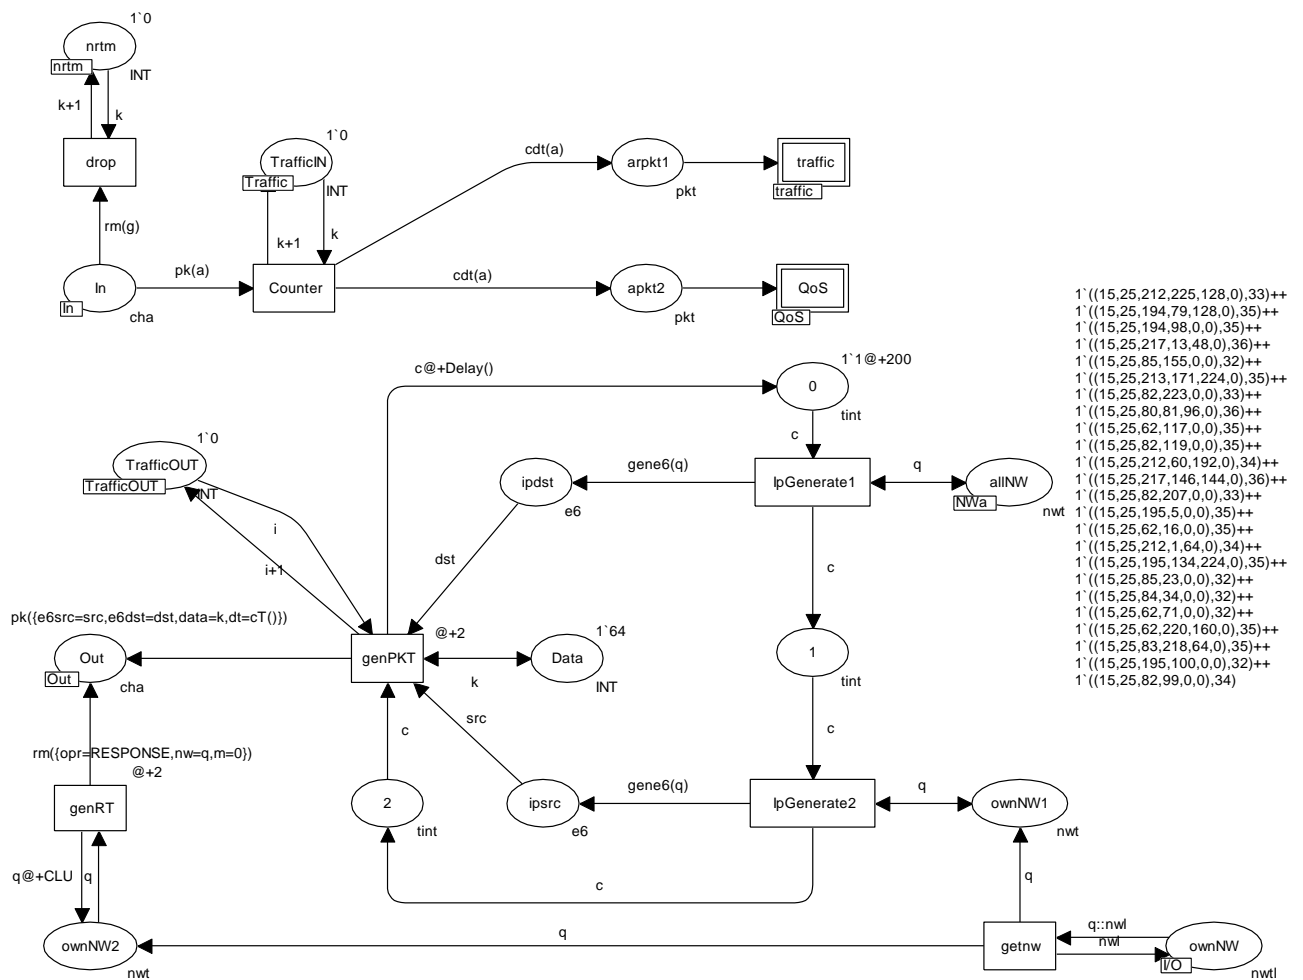 1`0
nrtm
nrtm
INT
k+1
k
drop
rm(g)
In
In
cha
pk(a)
1`0
TrafficIN
Traffic
INT
k+1
k
Counter
cdt(a)
arpkt1
pkt
traffic
traffic
cdt(a)
apkt2
pkt
QoS
QoS
1`((15,25,212,225,128,0),33)++
1`((15,25,194,79,128,0),35)++
1`((15,25,194,98,0,0),35)++
1`((15,25,217,13,48,0),36)++
1`((15,25,85,155,0,0),32)++
1`((15,25,213,171,224,0),35)++
1`((15,25,82,223,0,0),33)++
1`((15,25,80,81,96,0),36)++
1`((15,25,62,117,0,0),35)++
1`((15,25,82,119,0,0),35)++
1`((15,25,212,60,192,0),34)++
1`((15,25,217,146,144,0),36)++
1`((15,25,82,207,0,0),33)++
1`((15,25,195,5,0,0),35)++
1`((15,25,62,16,0,0),35)++
1`((15,25,212,1,64,0),34)++
1`((15,25,195,134,224,0),35)++
1`((15,25,85,23,0,0),32)++
1`((15,25,84,34,0,0),32)++
1`((15,25,62,71,0,0),32)++
1`((15,25,62,220,160,0),35)++
1`((15,25,83,218,64,0),35)++
1`((15,25,195,100,0,0),32)++
1`((15,25,82,99,0,0),34)
c@+Delay()
1`1@+200
0
tint
c
1`0
TrafficOUT
TrafficOUT
INT
i
i+1
ipdst
e6
gene6(q)
IpGenerate1
q
allNW
NWa
nwt
dst
c
pk({e6src=src,e6dst=dst,data=k,dt=cT()})
Out
Out
cha
genPKT
@+2
k
1`64
Data
INT
1
tint
c
src
c
rm({opr=RESPONSE,nw=q,m=0})
@+2
genRT
2
tint
ipsrc
e6
gene6(q)
IpGenerate2
q
ownNW1
nwt
q@+CLU
q
c
q
ownNW2
nwt
q
getnw
q::nwl
nwl
ownNW
I/O
nwtl